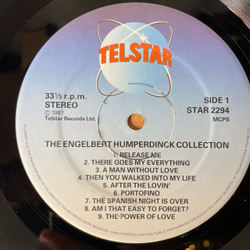 TELSTAR
33⅓ r.p.m.
STEREO
℗ 1987
Telstar Records Ltd.
SIDE 1
STAR 2294
MCPS
THE ENGELBERT HUMPERDINCK COLLECTION
1. RELEASE ME
2. THERE GOES MY EVERYTHING
3. A MAN WITHOUT LOVE
4. THEN YOU WALKED INTO MY LIFE
5. AFTER THE LOVIN'
6. PORTOFINO
7. THE SPANISH NIGHT IS OVER
8. AM I THAT EASY TO FORGET?
9. THE POWER OF LOVE